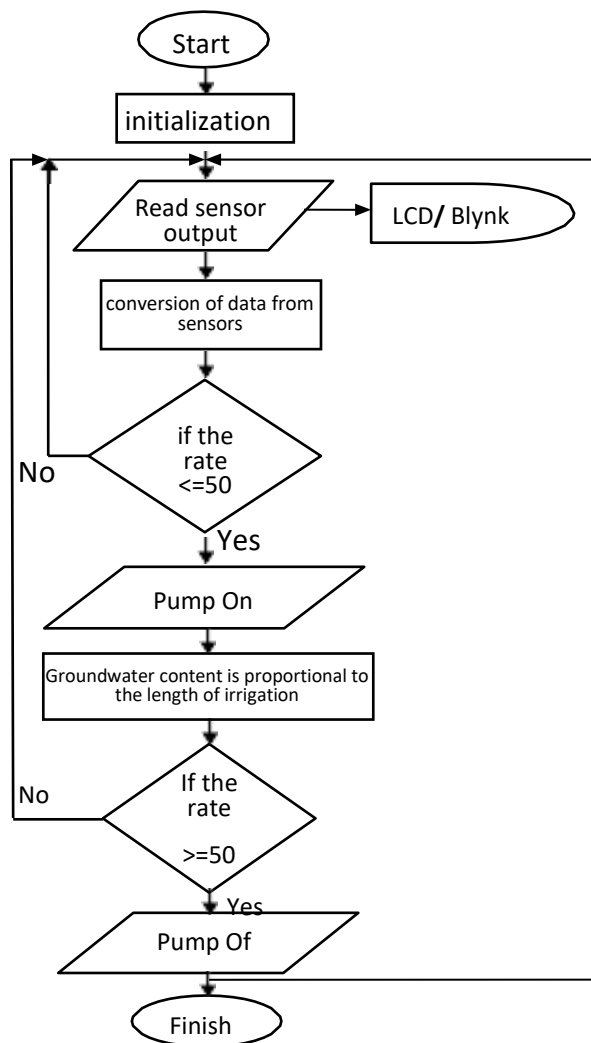 Start
initialization
Read sensor
output
LCD/ Blynk
conversion of data from
sensors
if the
rate
<=50
No
Yes
Pump On
Groundwater content is proportional to
the length of irrigation
If the
rate
>=50
No
Yes
Pump Of
Finish